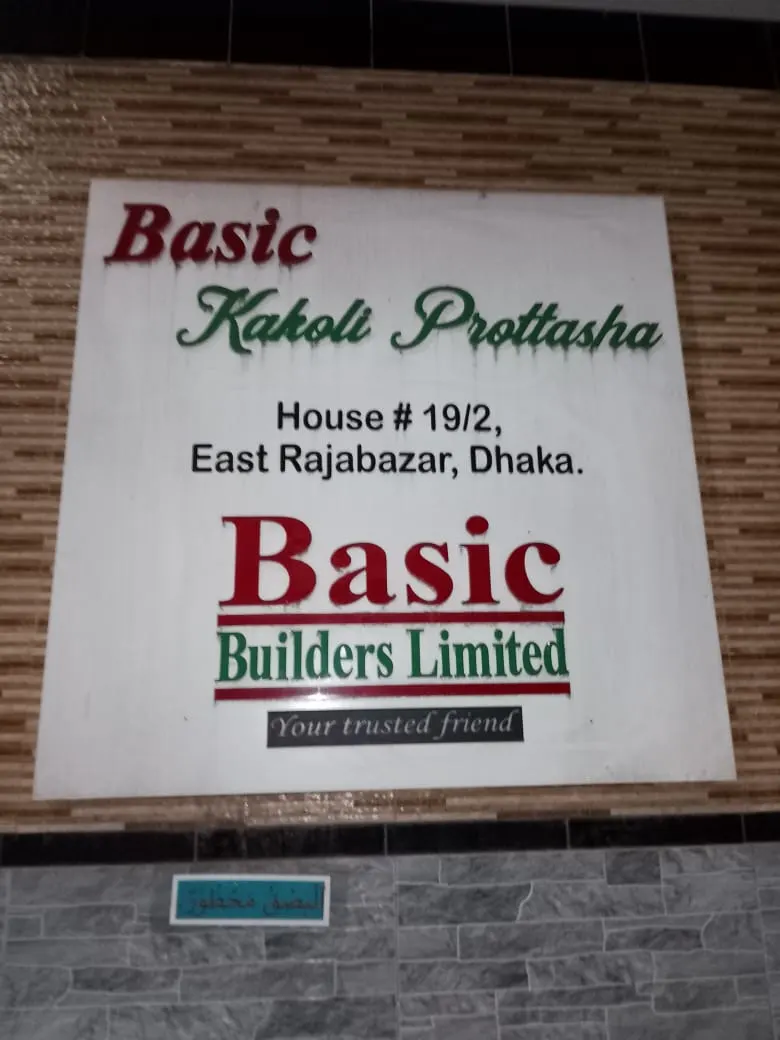 Basic
Kakoli Prottasha
House # 19/2,
East Rajabazar, Dhaka.
Basic
Builders Limited
Your trusted friend
البصق محظور